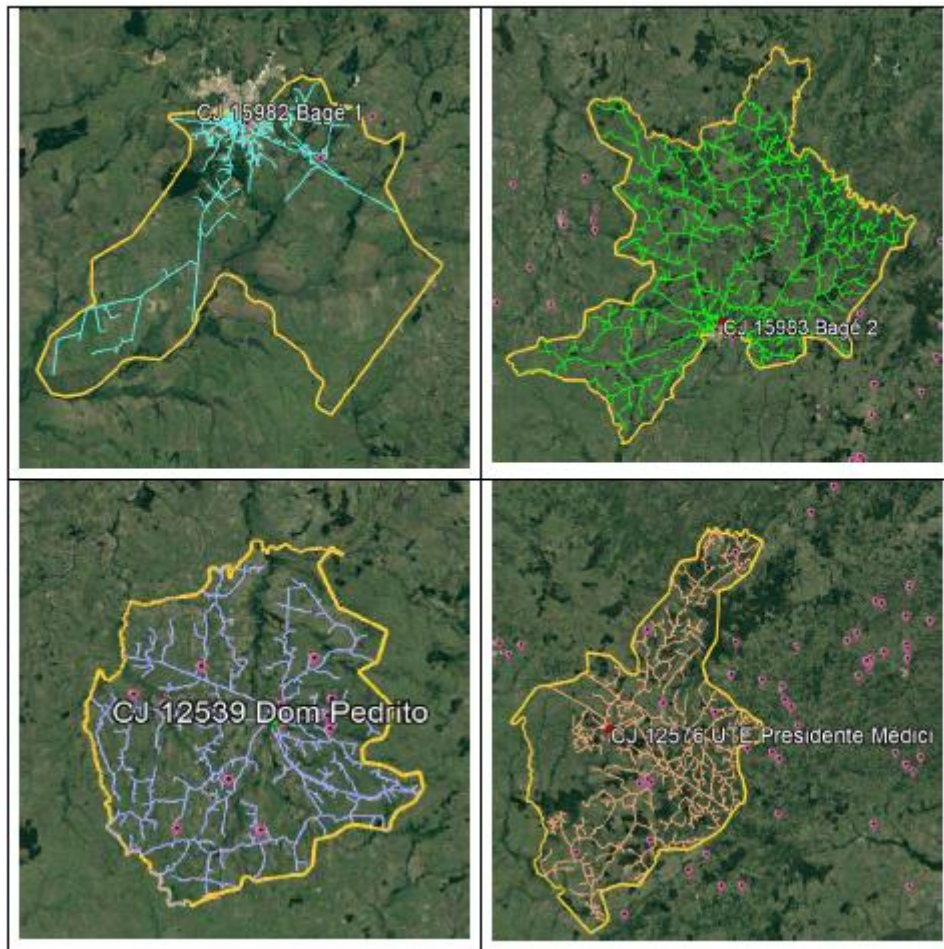 CJ 15982 Bagé 1
CJ 15983 Bagé 2
CJ 12539 Dom Pedrito
CJ 12576 UTE Presidente Médici